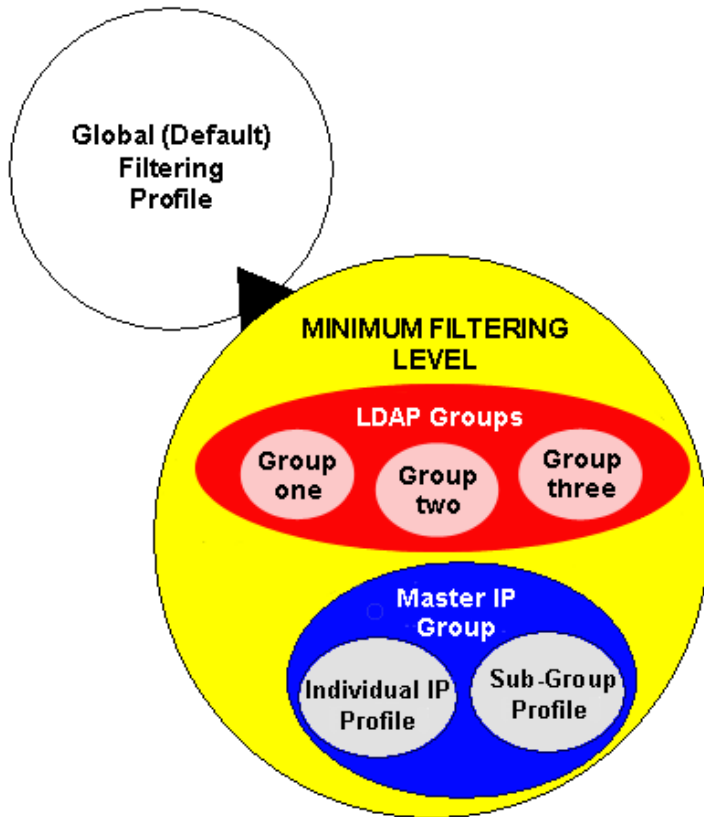 Global (Default)
Filtering
Profile
MINIMUM FILTERING
LEVEL
LDAP Groups
Group
one
Group
two
Group
three
Master IP
Group
Individual IP
Profile
Sub-Group
Profile